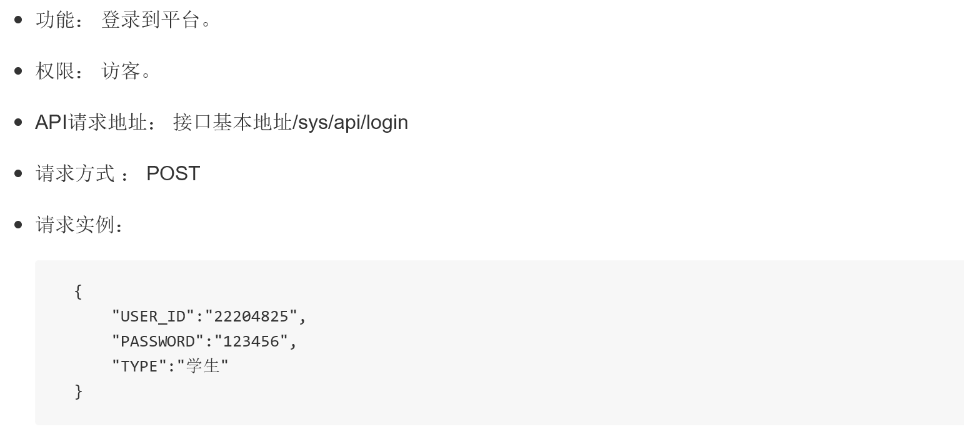 • 功能： 登录到平台。
• 权限： 访客。
• API请求地址： 接口基本地址/sys/api/login
• 请求方式 ： POST
• 请求实例：
{
"USER_ID":"22204825",
"PASSWORD":"123456",
"TYPE":"学生"
}